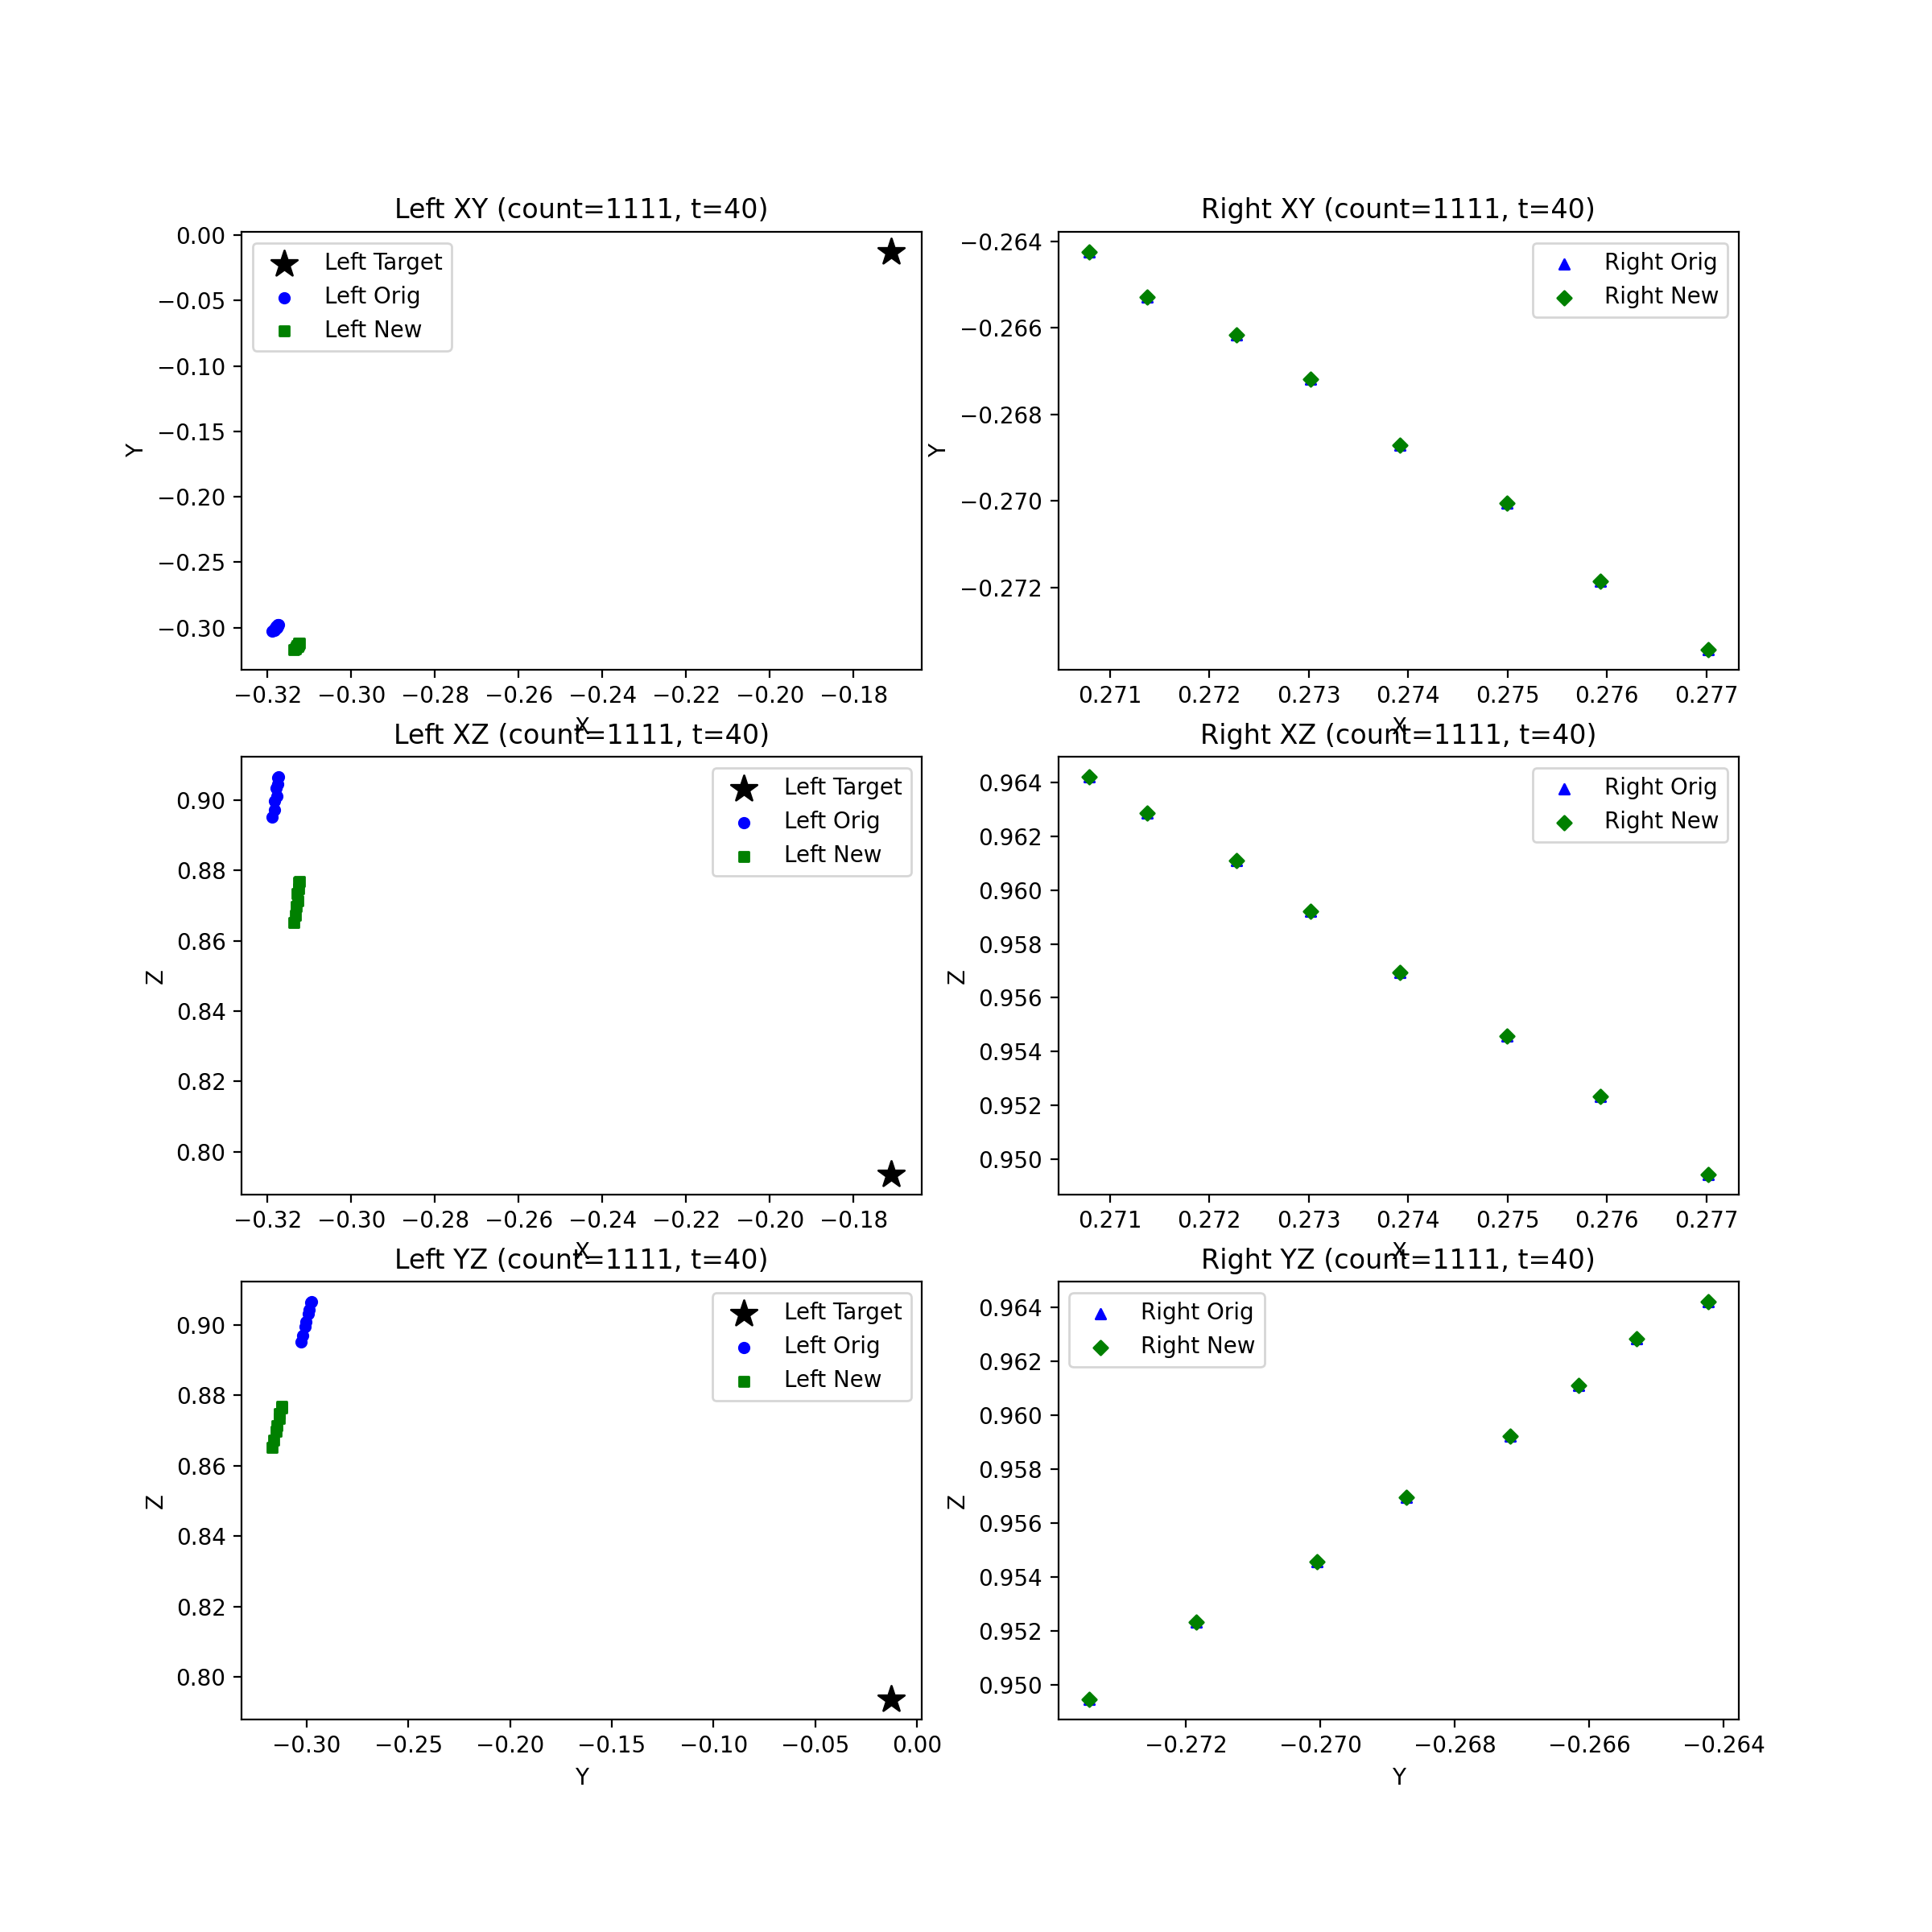 Left XY (count=1111, t=40)
0.00
−0.05
−0.10
−0.15
−0.20
−0.25
−0.30
Y
Left Target
Left Orig
Left New
−0.32 −0.30 −0.28 −0.26 −0.24 −0.22 −0.20 −0.18
X
Right XY (count=1111, t=40)
−0.264
−0.266
−0.268
−0.270
−0.272
Y
Right Orig
Right New
0.271 0.272 0.273 0.274 0.275 0.276 0.277
X
Left XZ (count=1111, t=40)
0.90
0.88
0.86
0.84
0.82
0.80
Z
Left Target
Left Orig
Left New
−0.32 −0.30 −0.28 −0.26 −0.24 −0.22 −0.20 −0.18
X
Right XZ (count=1111, t=40)
0.964
0.962
0.960
0.958
0.956
0.954
0.952
0.950
Z
Right Orig
Right New
0.271 0.272 0.273 0.274 0.275 0.276 0.277
X
Left YZ (count=1111, t=40)
0.90
0.88
0.86
0.84
0.82
0.80
Z
Left Target
Left Orig
Left New
−0.30 −0.25 −0.20 −0.15 −0.10 −0.05 0.00
Y
Right YZ (count=1111, t=40)
0.964
0.962
0.960
0.958
0.956
0.954
0.952
0.950
Z
Right Orig
Right New
−0.272 −0.270 −0.268 −0.266 −0.264
Y